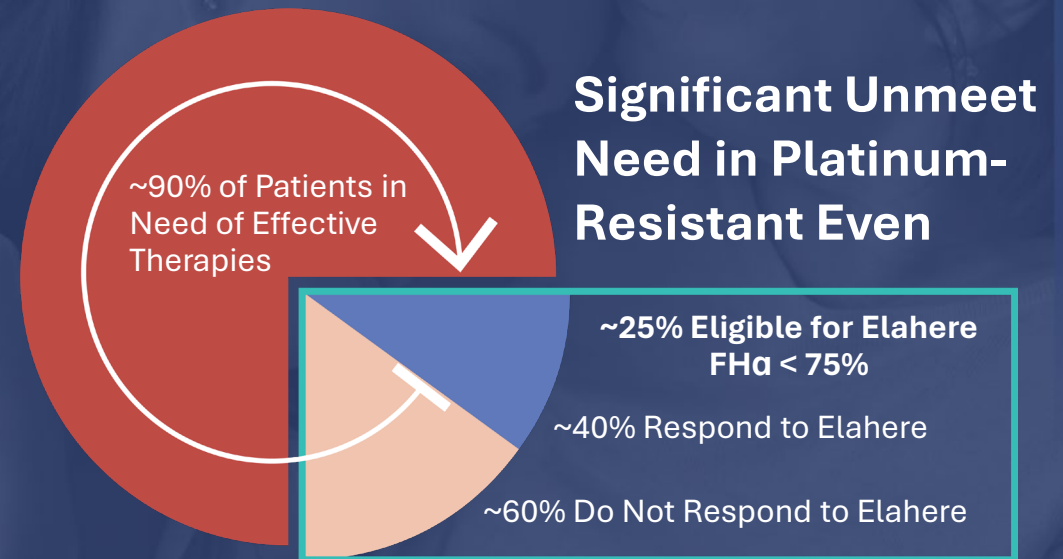 Significant Unmeet
Need in Platinum-
Resistant Even
~90% of Patients in
Need of Effective
Therapies
~25% Eligible for Elahere
FHα < 75%
~40% Respond to Elahere
~60% Do Not Respond to Elahere